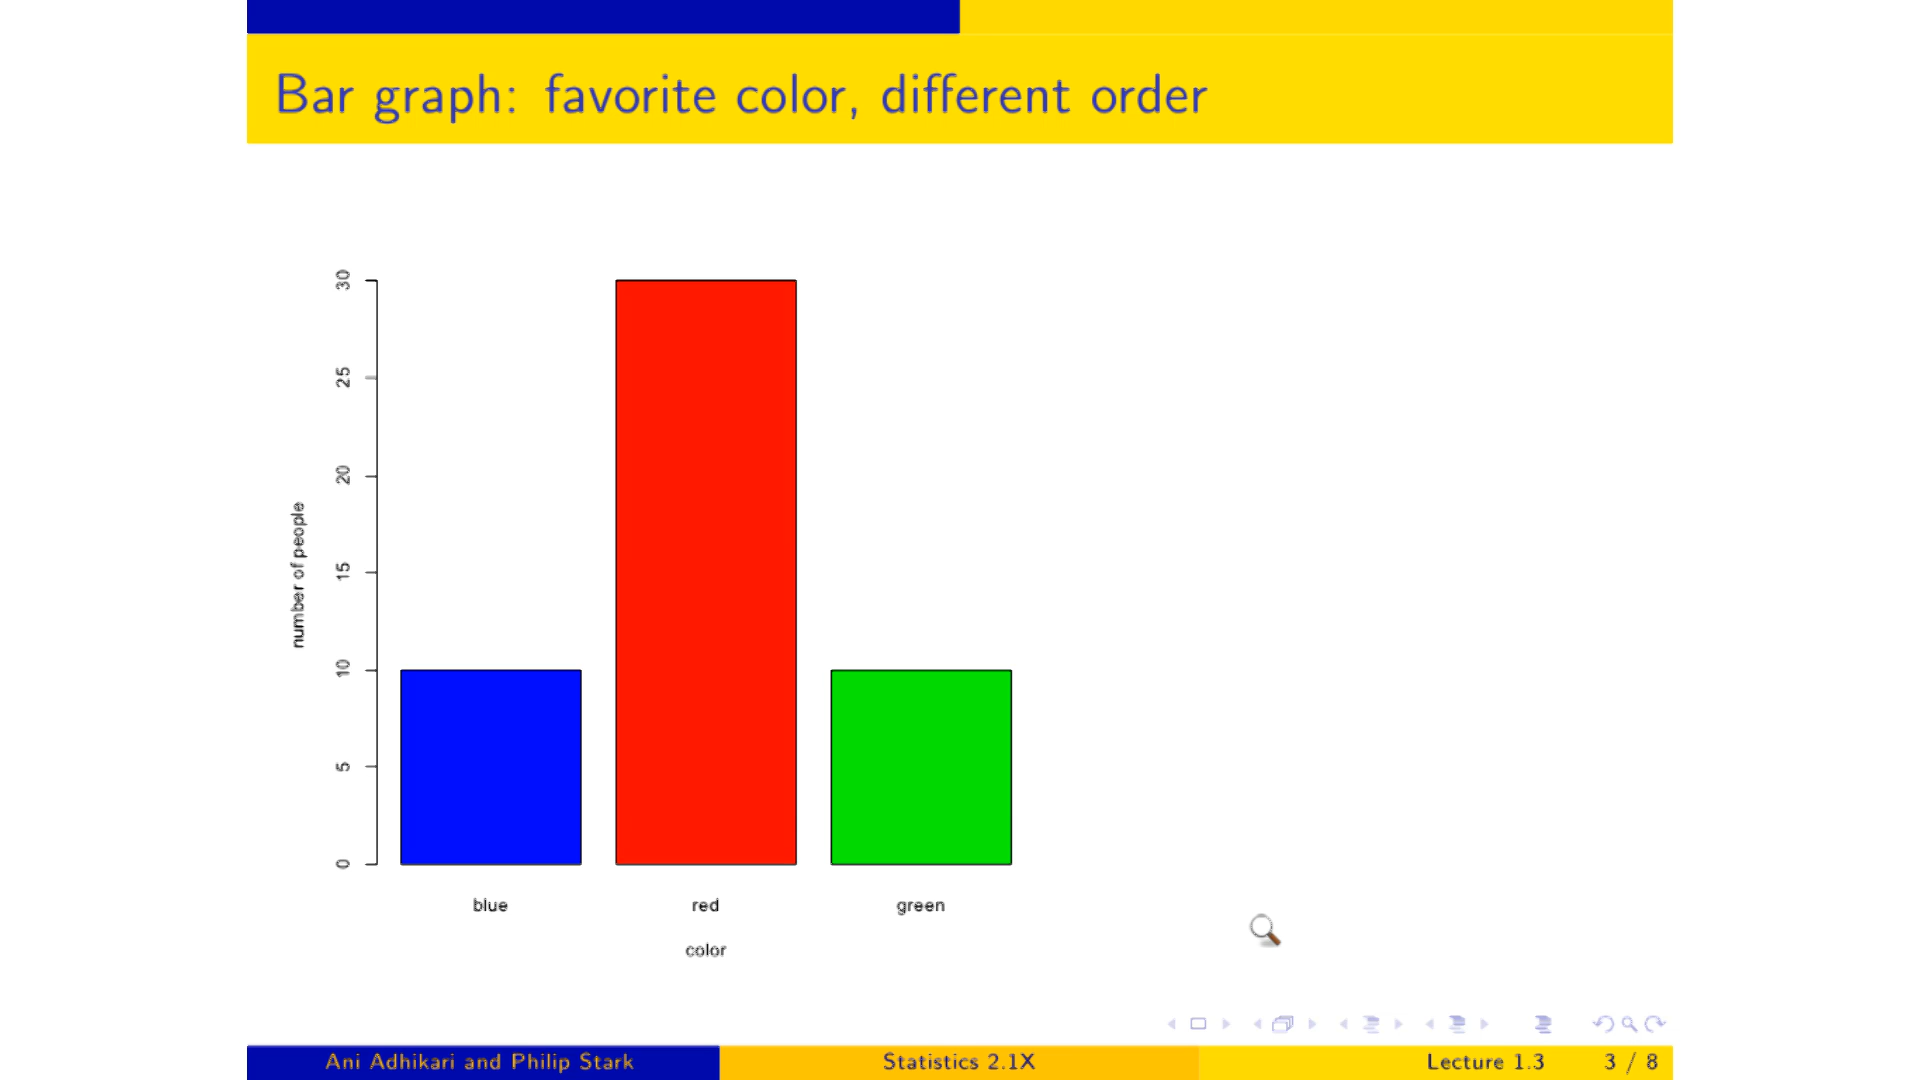 Bar graph: favorite color, different order
30
25
20
15
10
5
0
number of people
blue red green
color
Ani Adhikari and Philip Stark Statistics 2.1X Lecture 1.3 3 / 8